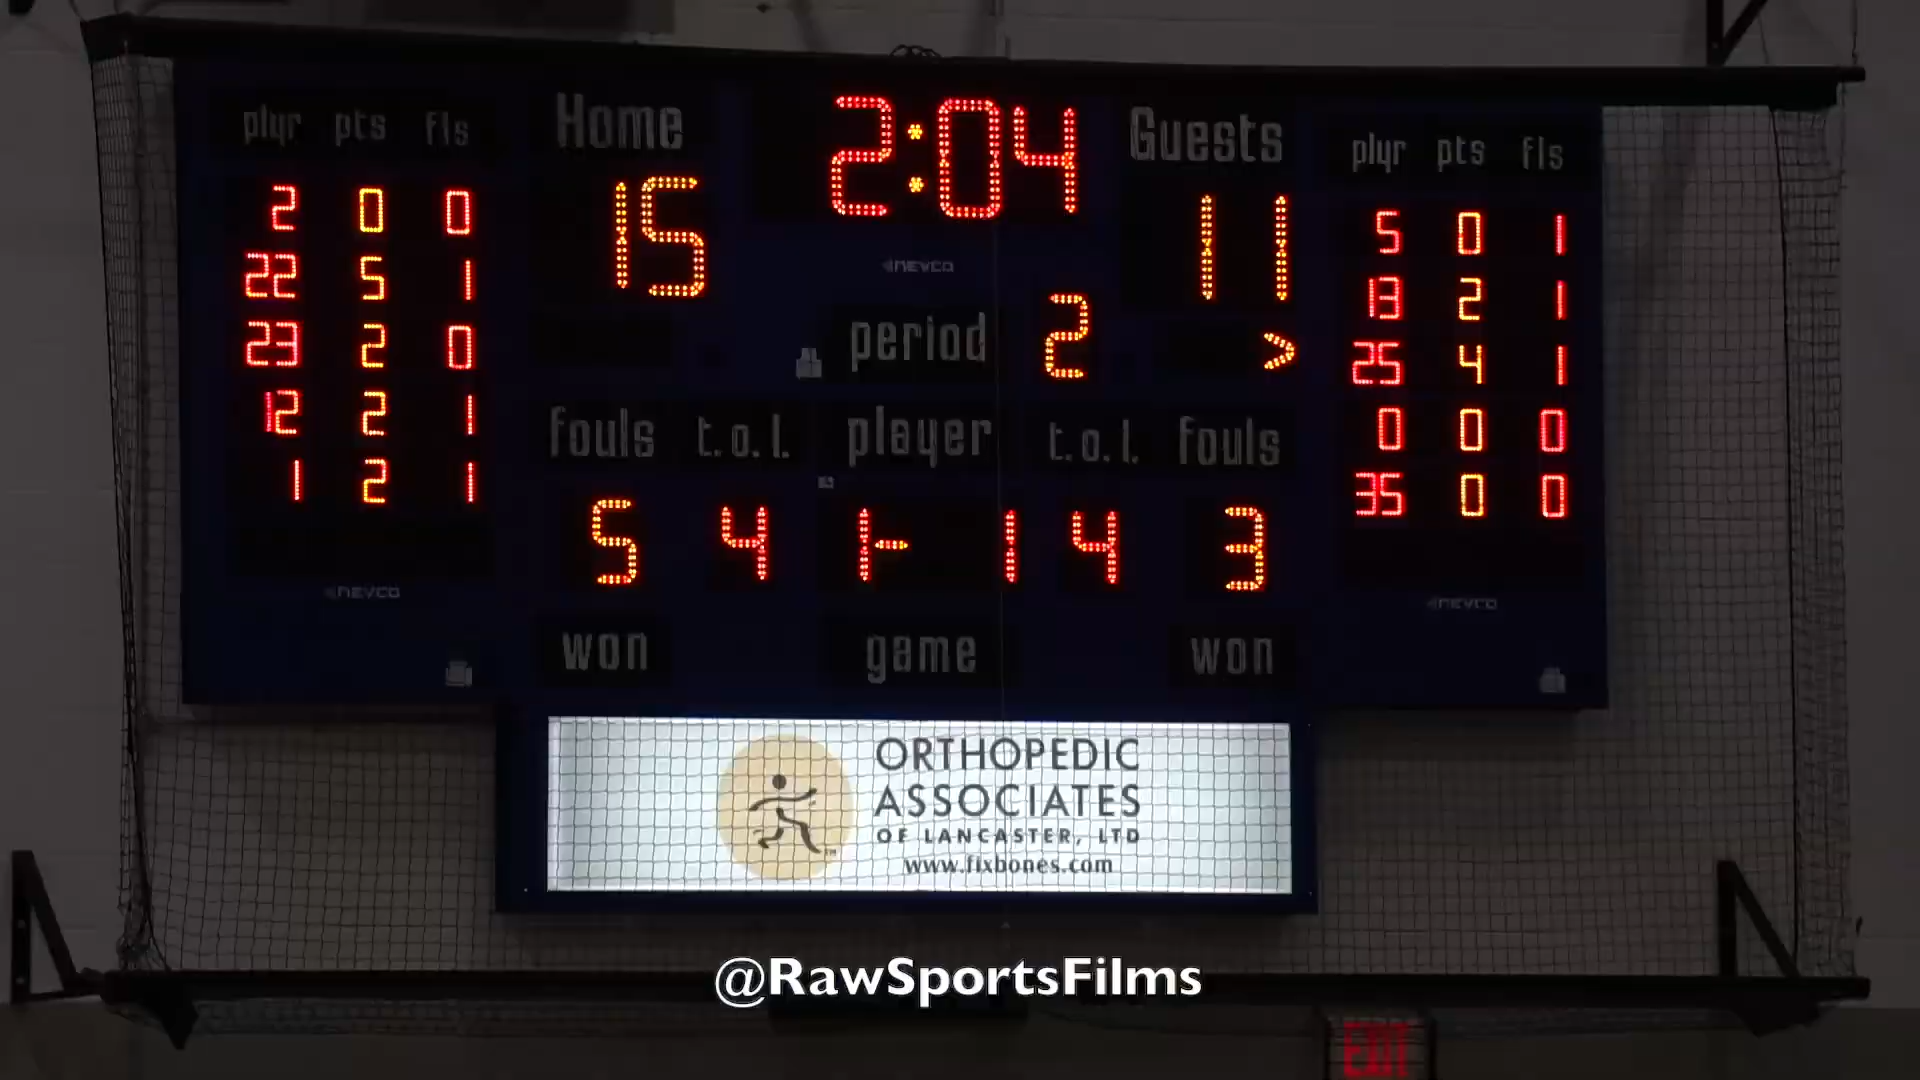 Home 2:04 Guests
plyr pts fls
15 11
2 0 0
22 5 1
23 2 0
12 2 1
1 2 1
NEVCO
period 2 >
fouls t.o.l. player t.o.l. fouls
5 4 1- 1 4 3
won game won
plyr pts fls
5 0 1
13 2 1
25 4 1
0 0 0
35 0 0
NEVCO
NEVCO
ORTHOPEDIC
ASSOCIATES
OF LANCASTER, LTD
www.fixbones.com
TM
@RawSportsFilms
EXIT